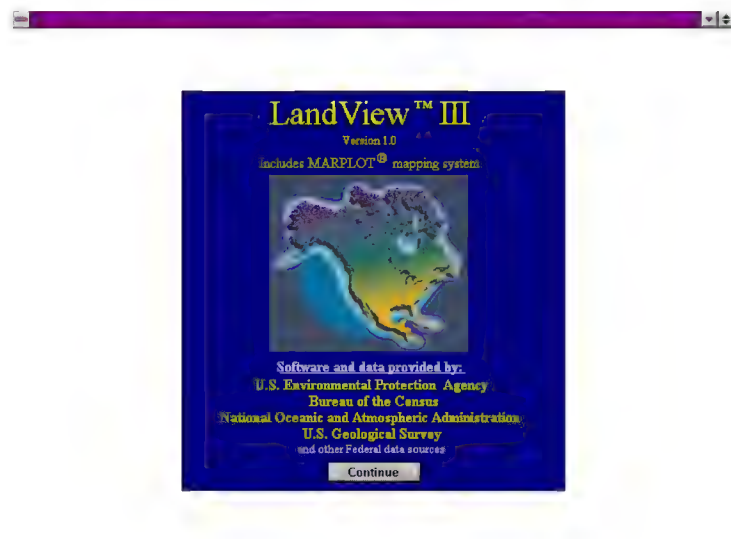 LandView™ III
Version 1.0
Includes MARPLOT® mapping system
Software and data provided by:
U.S. Environmental Protection Agency
Bureau of the Census
National Oceanic and Atmospheric Administration
U.S. Geological Survey
and other Federal data sources
Continue